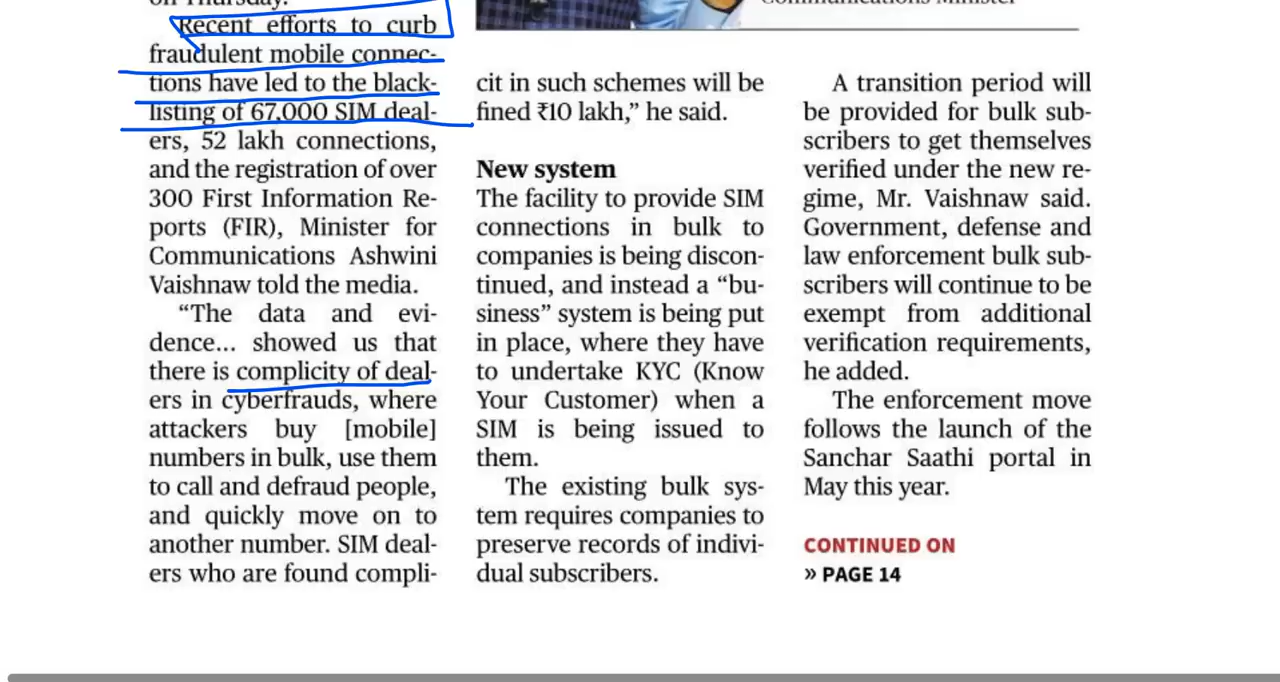 on Thursday.
Recent efforts to curb
fraudulent mobile connec-
tions have led to the black-
listing of 67,000 SIM deal-
ers, 52 lakh connections,
and the registration of over
300 First Information Re-
ports (FIR), Minister for
Communications Ashwini
Vaishnaw told the media.
“The data and evi-
dence... showed us that
there is complicity of deal-
ers in cyberfrauds, where
attackers buy [mobile]
numbers in bulk, use them
to call and defraud people,
and quickly move on to
another number. SIM deal-
ers who are found compli-
Communications Minister
cit in such schemes will be
fined ₹10 lakh,” he said.
New system
The facility to provide SIM
connections in bulk to
companies is being discon-
tinued, and instead a “bu-
siness” system is being put
in place, where they have
to undertake KYC (Know
Your Customer) when a
SIM is being issued to
them.
The existing bulk sys-
tem requires companies to
preserve records of indivi-
dual subscribers.
A transition period will
be provided for bulk sub-
scribers to get themselves
verified under the new re-
gime, Mr. Vaishnaw said.
Government, defense and
law enforcement bulk sub-
scribers will continue to be
exempt from additional
verification requirements,
he added.
The enforcement move
follows the launch of the
Sanchar Saathi portal in
May this year.
CONTINUED ON
» PAGE 14